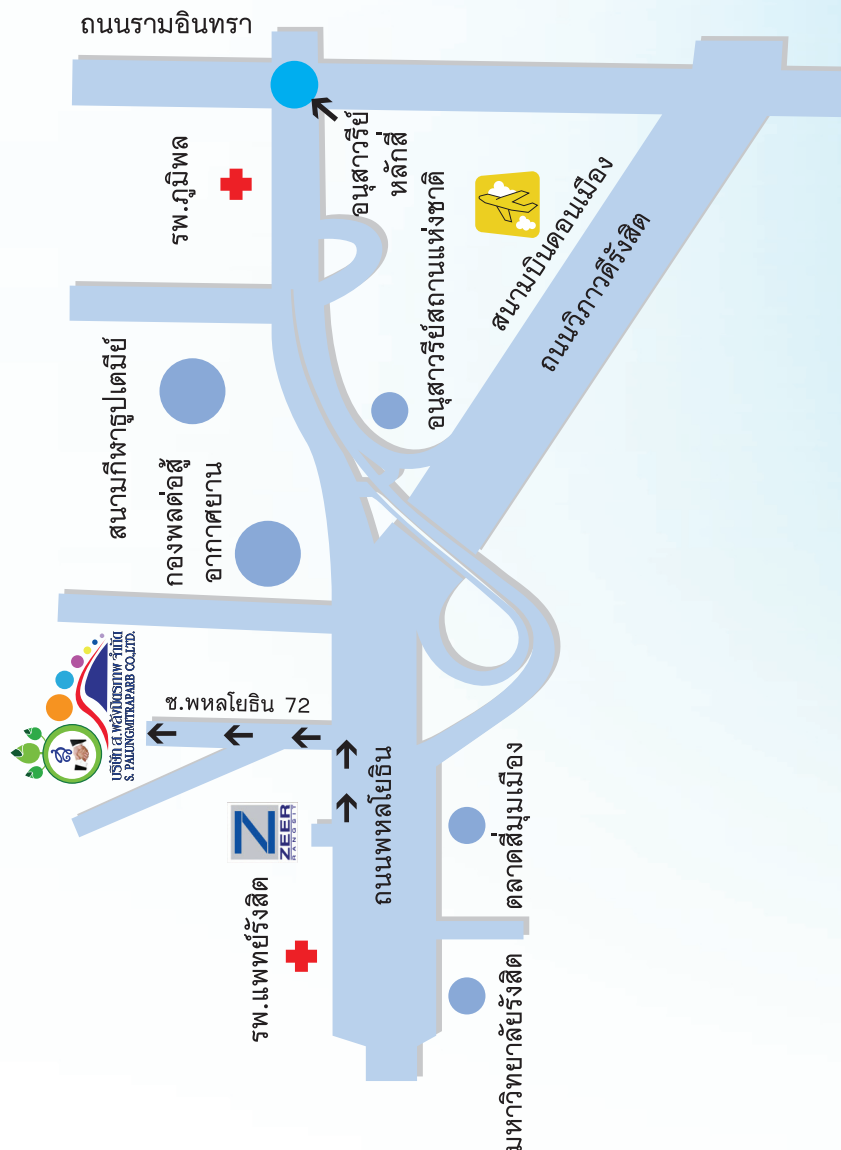 ถนนรามอินทรา
รพ.ภูมิพล
อนุสาวรีย์
หลักสี่
สนามบินดอนเมือง
ถนนวิภาวดีรังสิต
อนุสาวรีย์สถานแห่งชาติ
สนามกีฬาธูปเตมีย์
กองพลต่อสู้
อากาศยาน
ส
บริษัท ส.พลังมิตรภาพ จำกัด
S. PALUNGMITRAPARB CO.,LTD.
ซ.พหลโยธิน 72
Z
ZEER
RANGSIT
ถนนพหลโยธิน
ตลาดสี่มุมเมือง
รพ.แพทย์รังสิต
มหาวิทยาลัยรังสิต